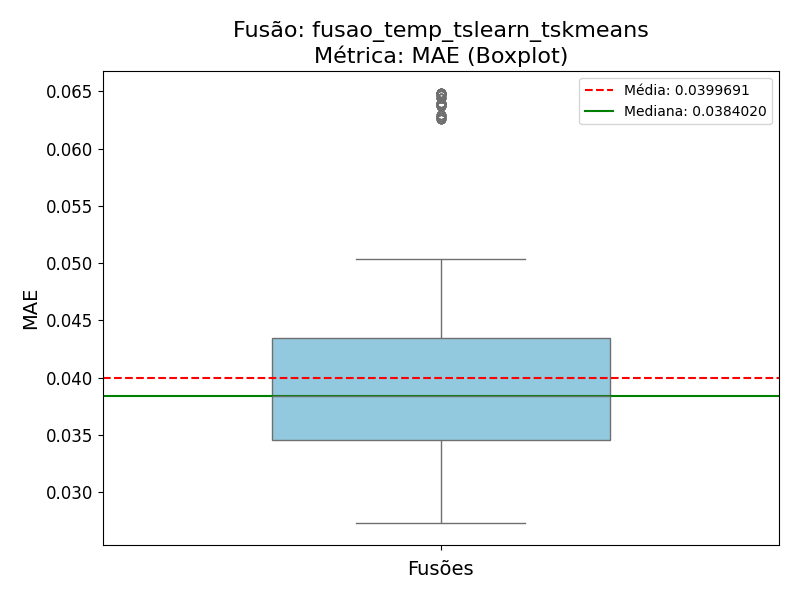 Fusão: fusao_temp_tslearn_tskmeans
Métrica: MAE (Boxplot)
Média: 0.0399691
Mediana: 0.0384020
0.065
0.060
0.055
0.050
0.045
0.040
0.035
0.030
MAE
Fusões